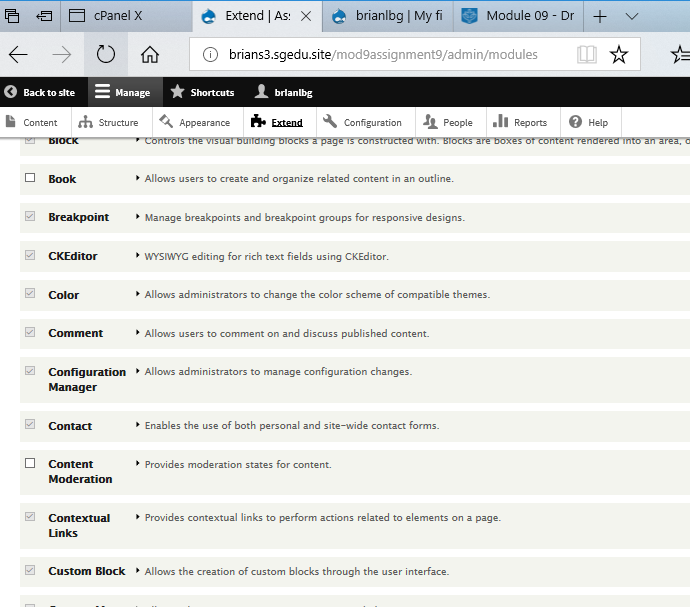 cPanel X
Extend | As
brianlbg | My fi
Module 09 - Dr
brians3.sgedu.site/mod9assignment9/admin/modules
Back to site
Manage
Shortcuts
brianlbg
Content
Structure
Appearance
Extend
Configuration
People
Reports
Help
Block
Controls the visual building blocks a page is constructed with. Blocks are boxes of content rendered into an area, o
Book
Allows users to create and organize related content in an outline.
Breakpoint
Manage breakpoints and breakpoint groups for responsive designs.
CKEditor
WYSIWYG editing for rich text fields using CKEditor.
Color
Allows administrators to change the color scheme of compatible themes.
Comment
Allows users to comment on and discuss published content.
Configuration
Manager
Allows administrators to manage configuration changes.
Contact
Enables the use of both personal and site-wide contact forms.
Content
Moderation
Provides moderation states for content.
Contextual
Links
Provides contextual links to perform actions related to elements on a page.
Custom Block
Allows the creation of custom blocks through the user interface.